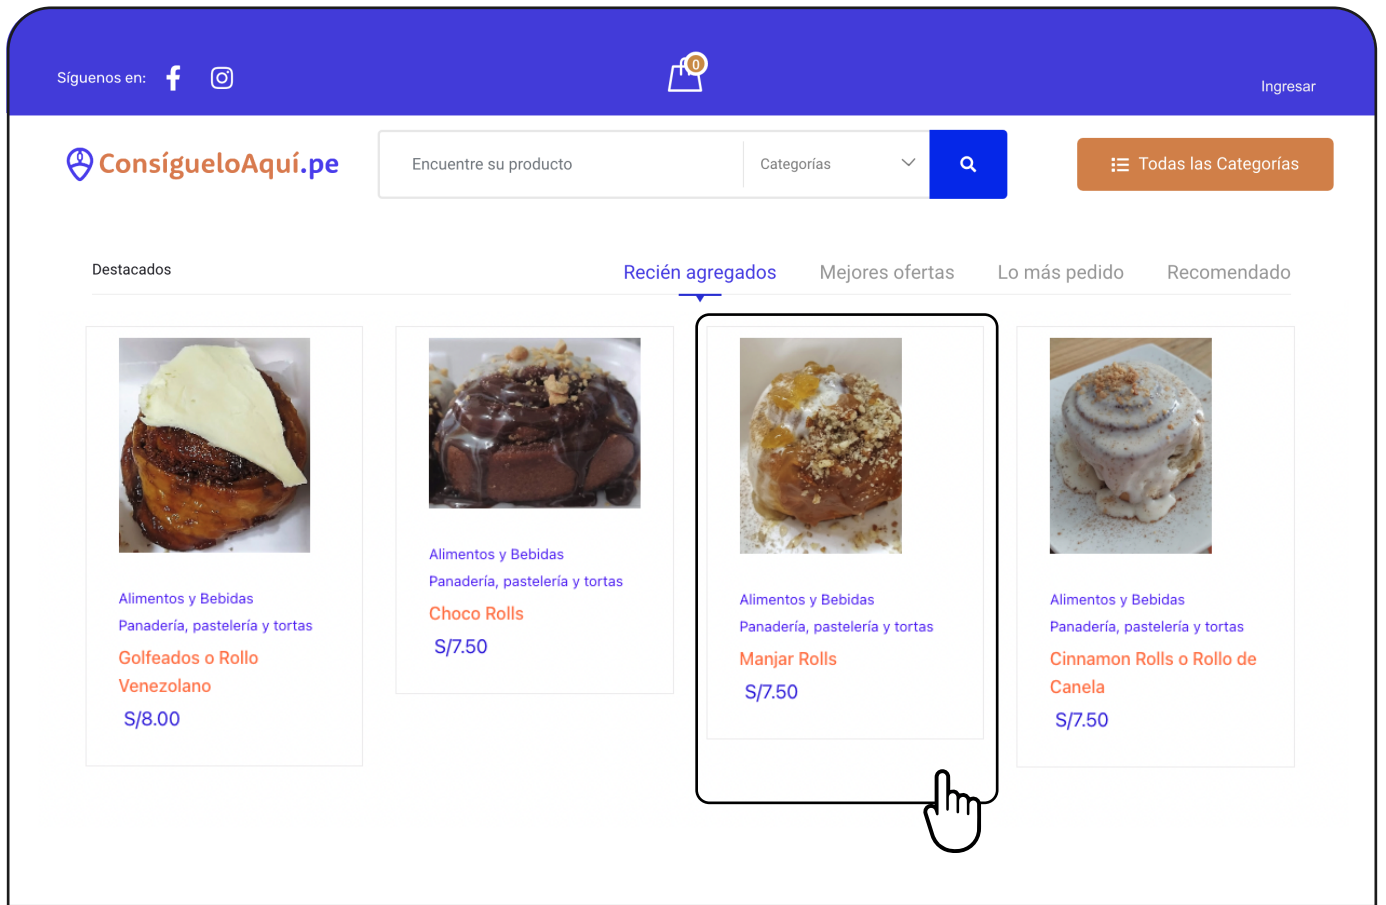 Síguenos en:
0
Ingresar
ConsígueloAquí.pe
Encuentre su producto
Categorías
Todas las Categorías
Destacados
Recién agregados
Mejores ofertas
Lo más pedido
Recomendado
Alimentos y Bebidas
Panadería, pastelería y tortas
Golfeados o Rollo
Venezolano
S/8.00
Alimentos y Bebidas
Panadería, pastelería y tortas
Choco Rolls
S/7.50
Alimentos y Bebidas
Panadería, pastelería y tortas
Manjar Rolls
S/7.50
Alimentos y Bebidas
Panadería, pastelería y tortas
Cinnamon Rolls o Rollo de
Canela
S/7.50